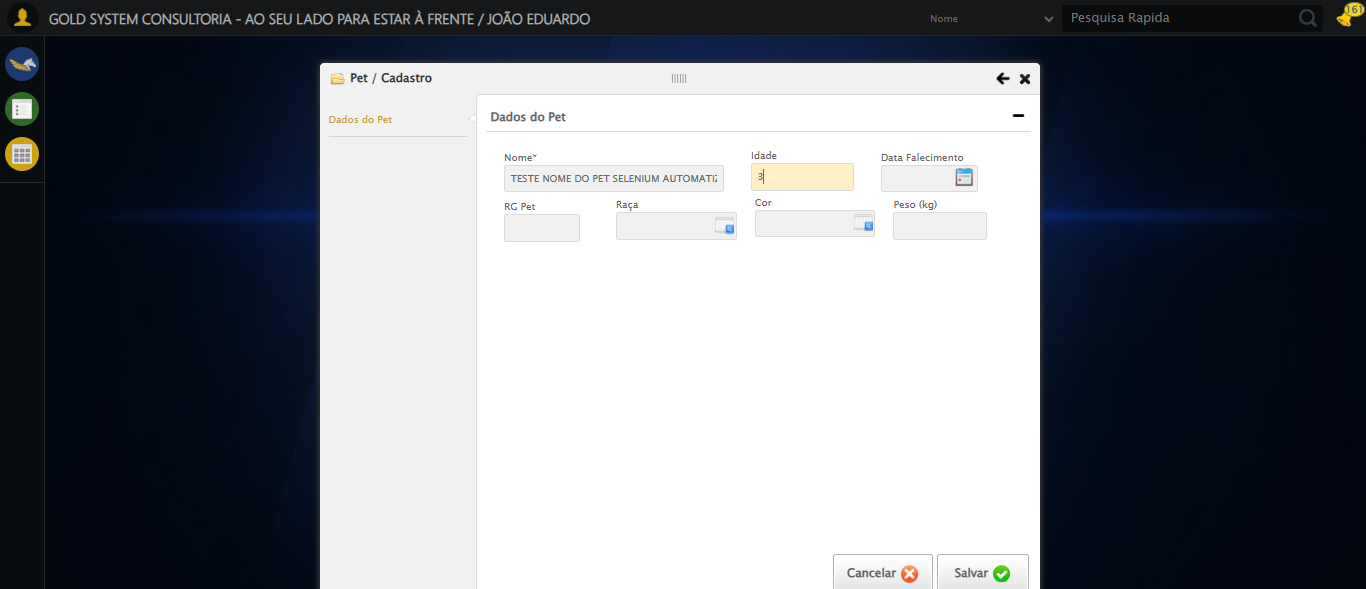 GOLD SYSTEM CONSULTORIA - AO SEU LADO PARA ESTAR À FRENTE / JOÃO EDUARDO
Nome
Pesquisa Rapida
161
Pet / Cadastro
Dados do Pet
Dados do Pet
Nome*
Idade
Data Falecimento
TESTE NOME DO PET SELENIUM AUTOMATIZ
3
RG Pet
Raça
Cor
Peso (kg)
Cancelar
Salvar